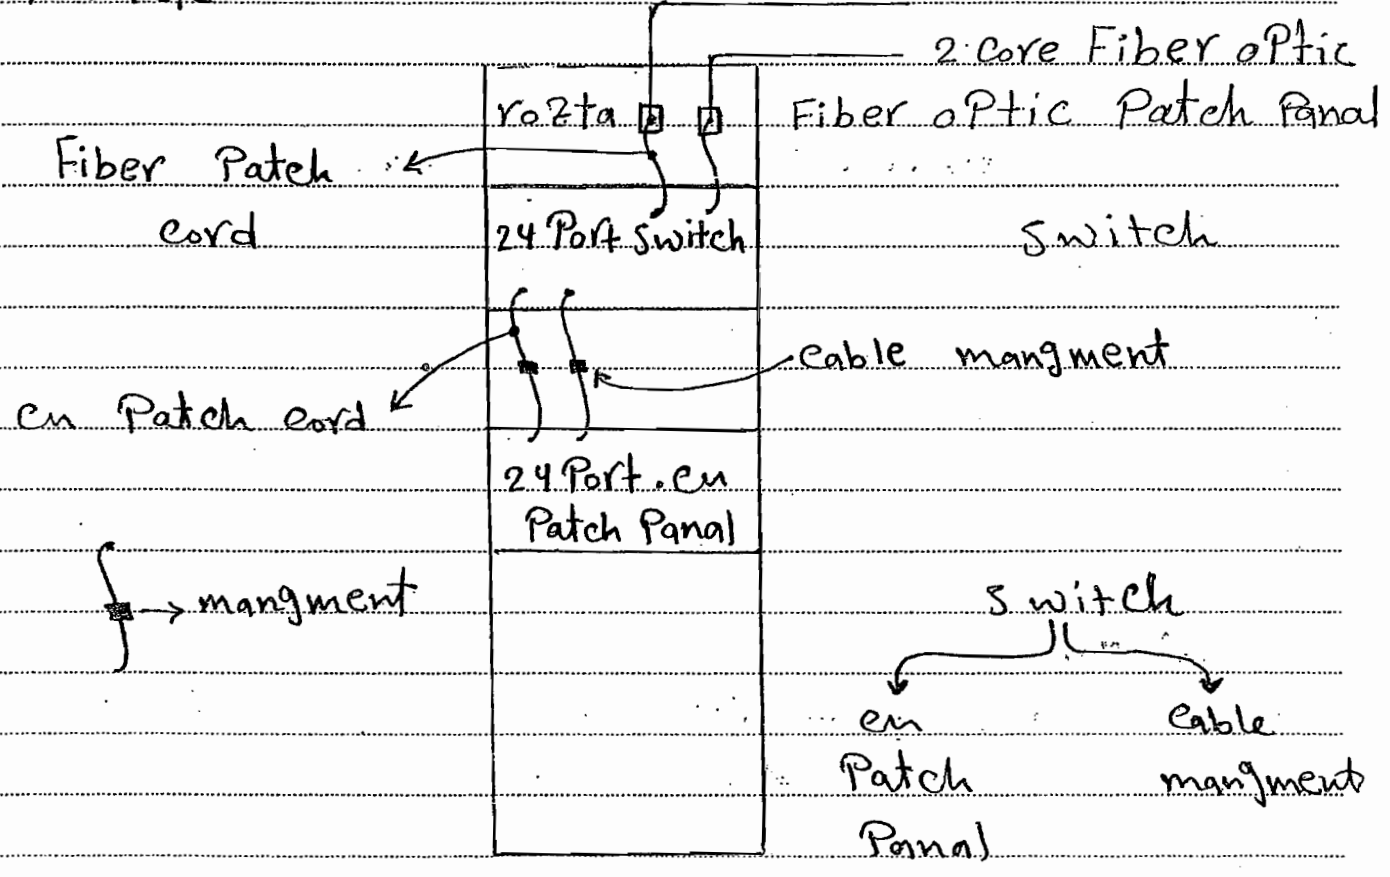 2 core Fiber oPtic
rozta
Fiber oPtic Patch Panal
Fiber Patch
cord
24 Port switch
switch
cable mangment
cu Patch cord
24 Port cu
Patch Panal
mangment
switch
cu
Patch
Panal
cable
mangment